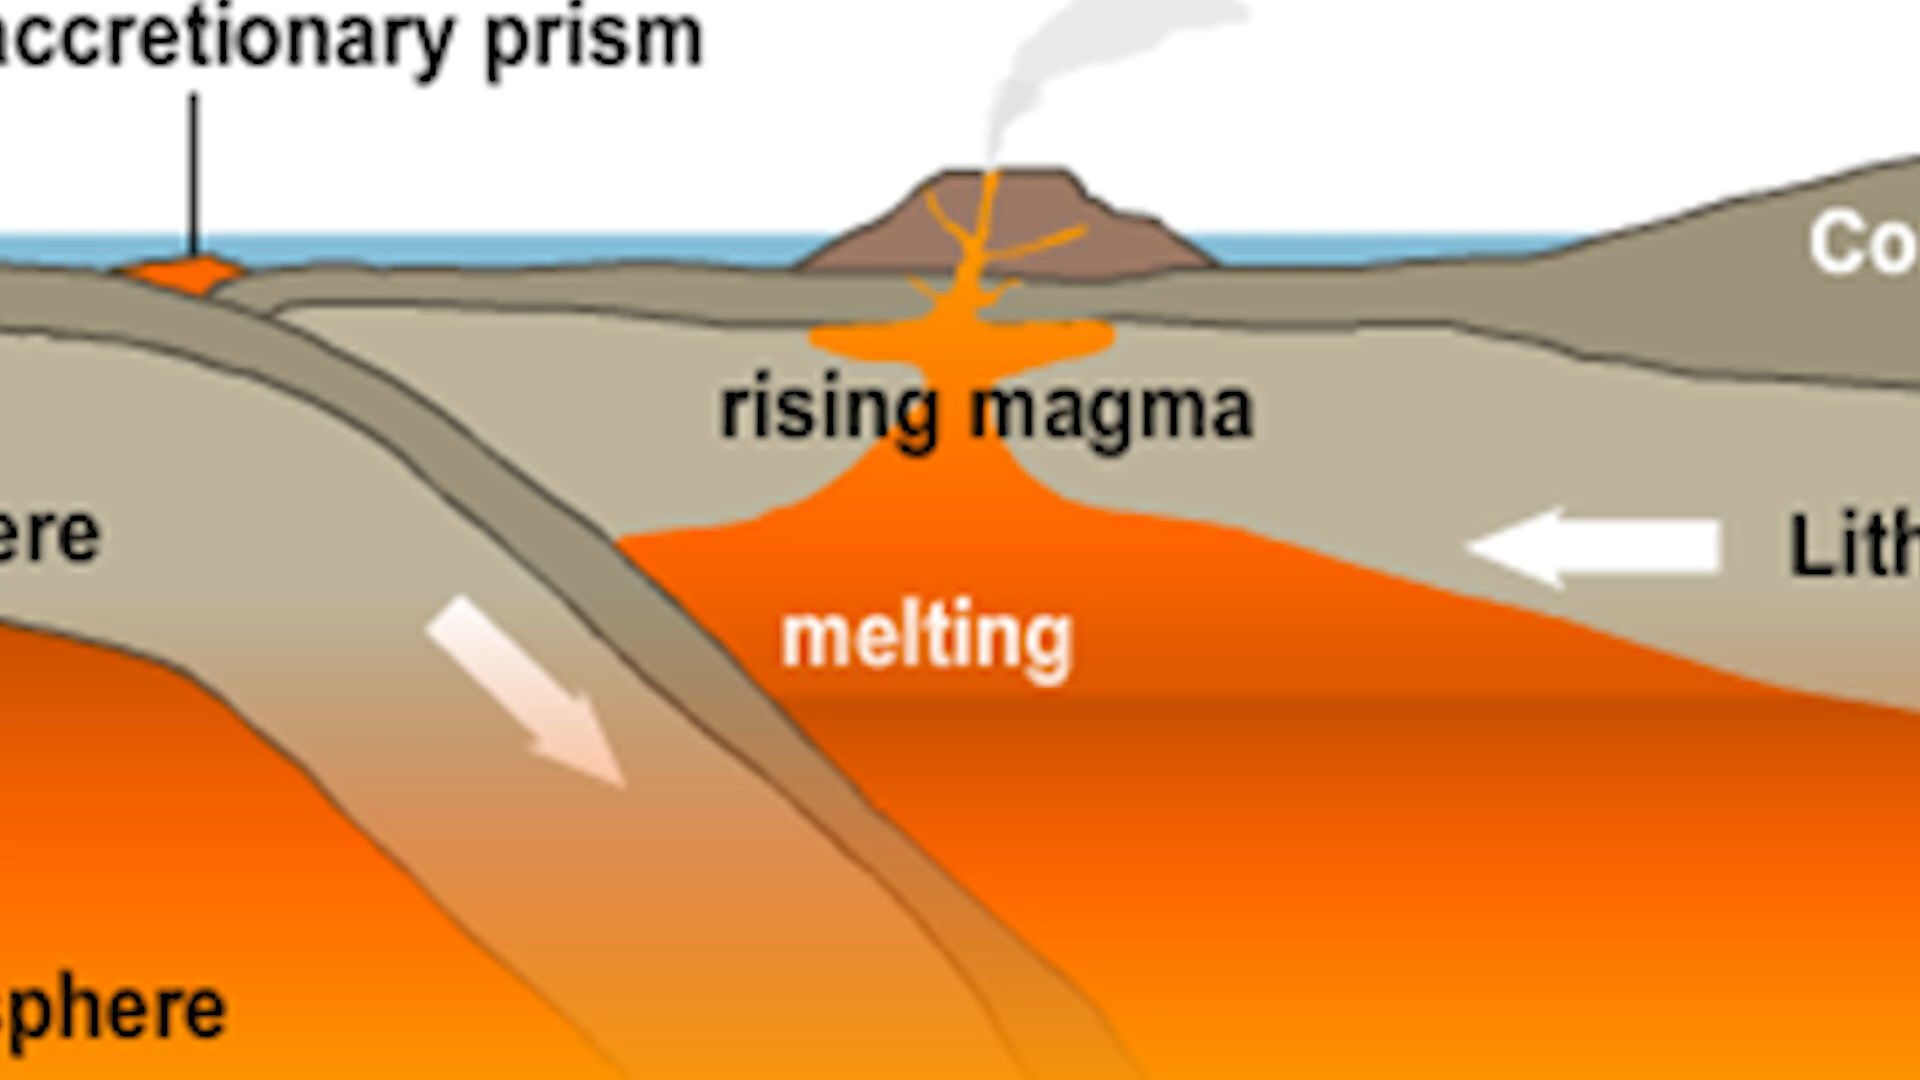 accretionary prism
Co
rising magma
ere
Lith
melting
sphere